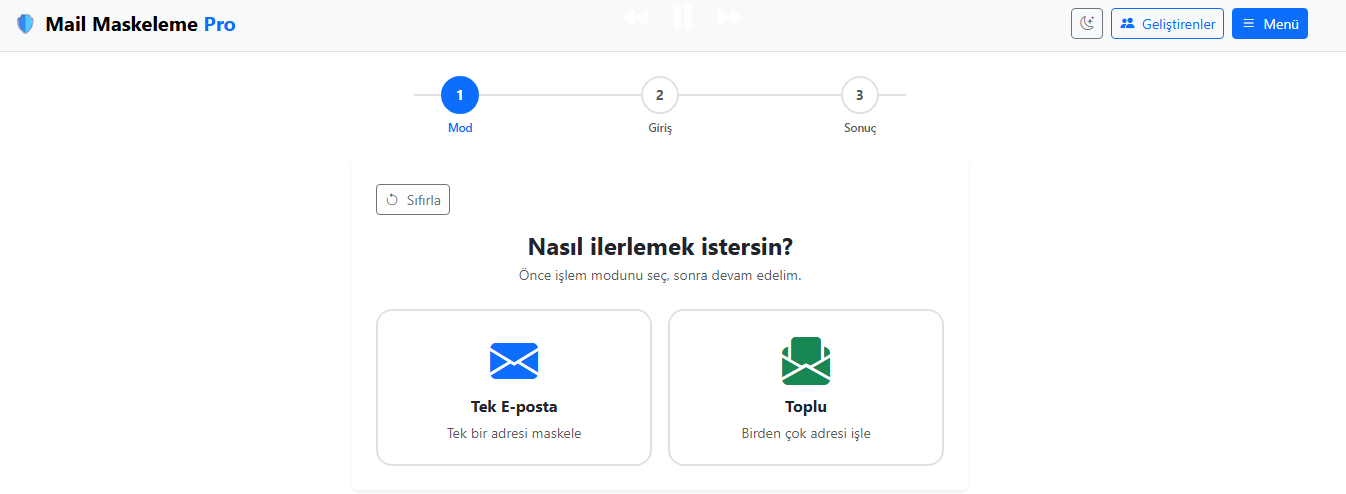 Mail Maskeleme Pro
Geliştirenler
Menü
1
2
3
Mod
Giriş
Sonuç
Sıfırla
Nasıl ilerlemek istersin?
Önce işlem modunu seç, sonra devam edelim.
Tek E-posta
Tek bir adresi maskele
Toplu
Birden çok adresi işle